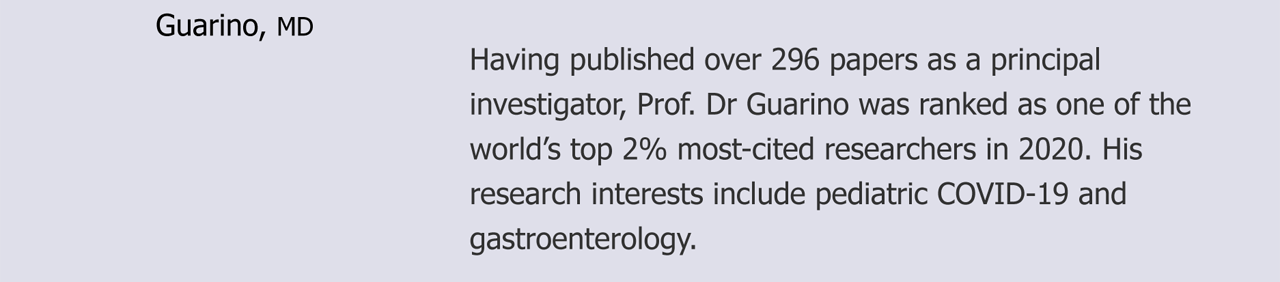 Guarino, MD
Having published over 296 papers as a principal
investigator, Prof. Dr Guarino was ranked as one of the
world’s top 2% most-cited researchers in 2020. His
research interests include pediatric COVID-19 and
gastroenterology.